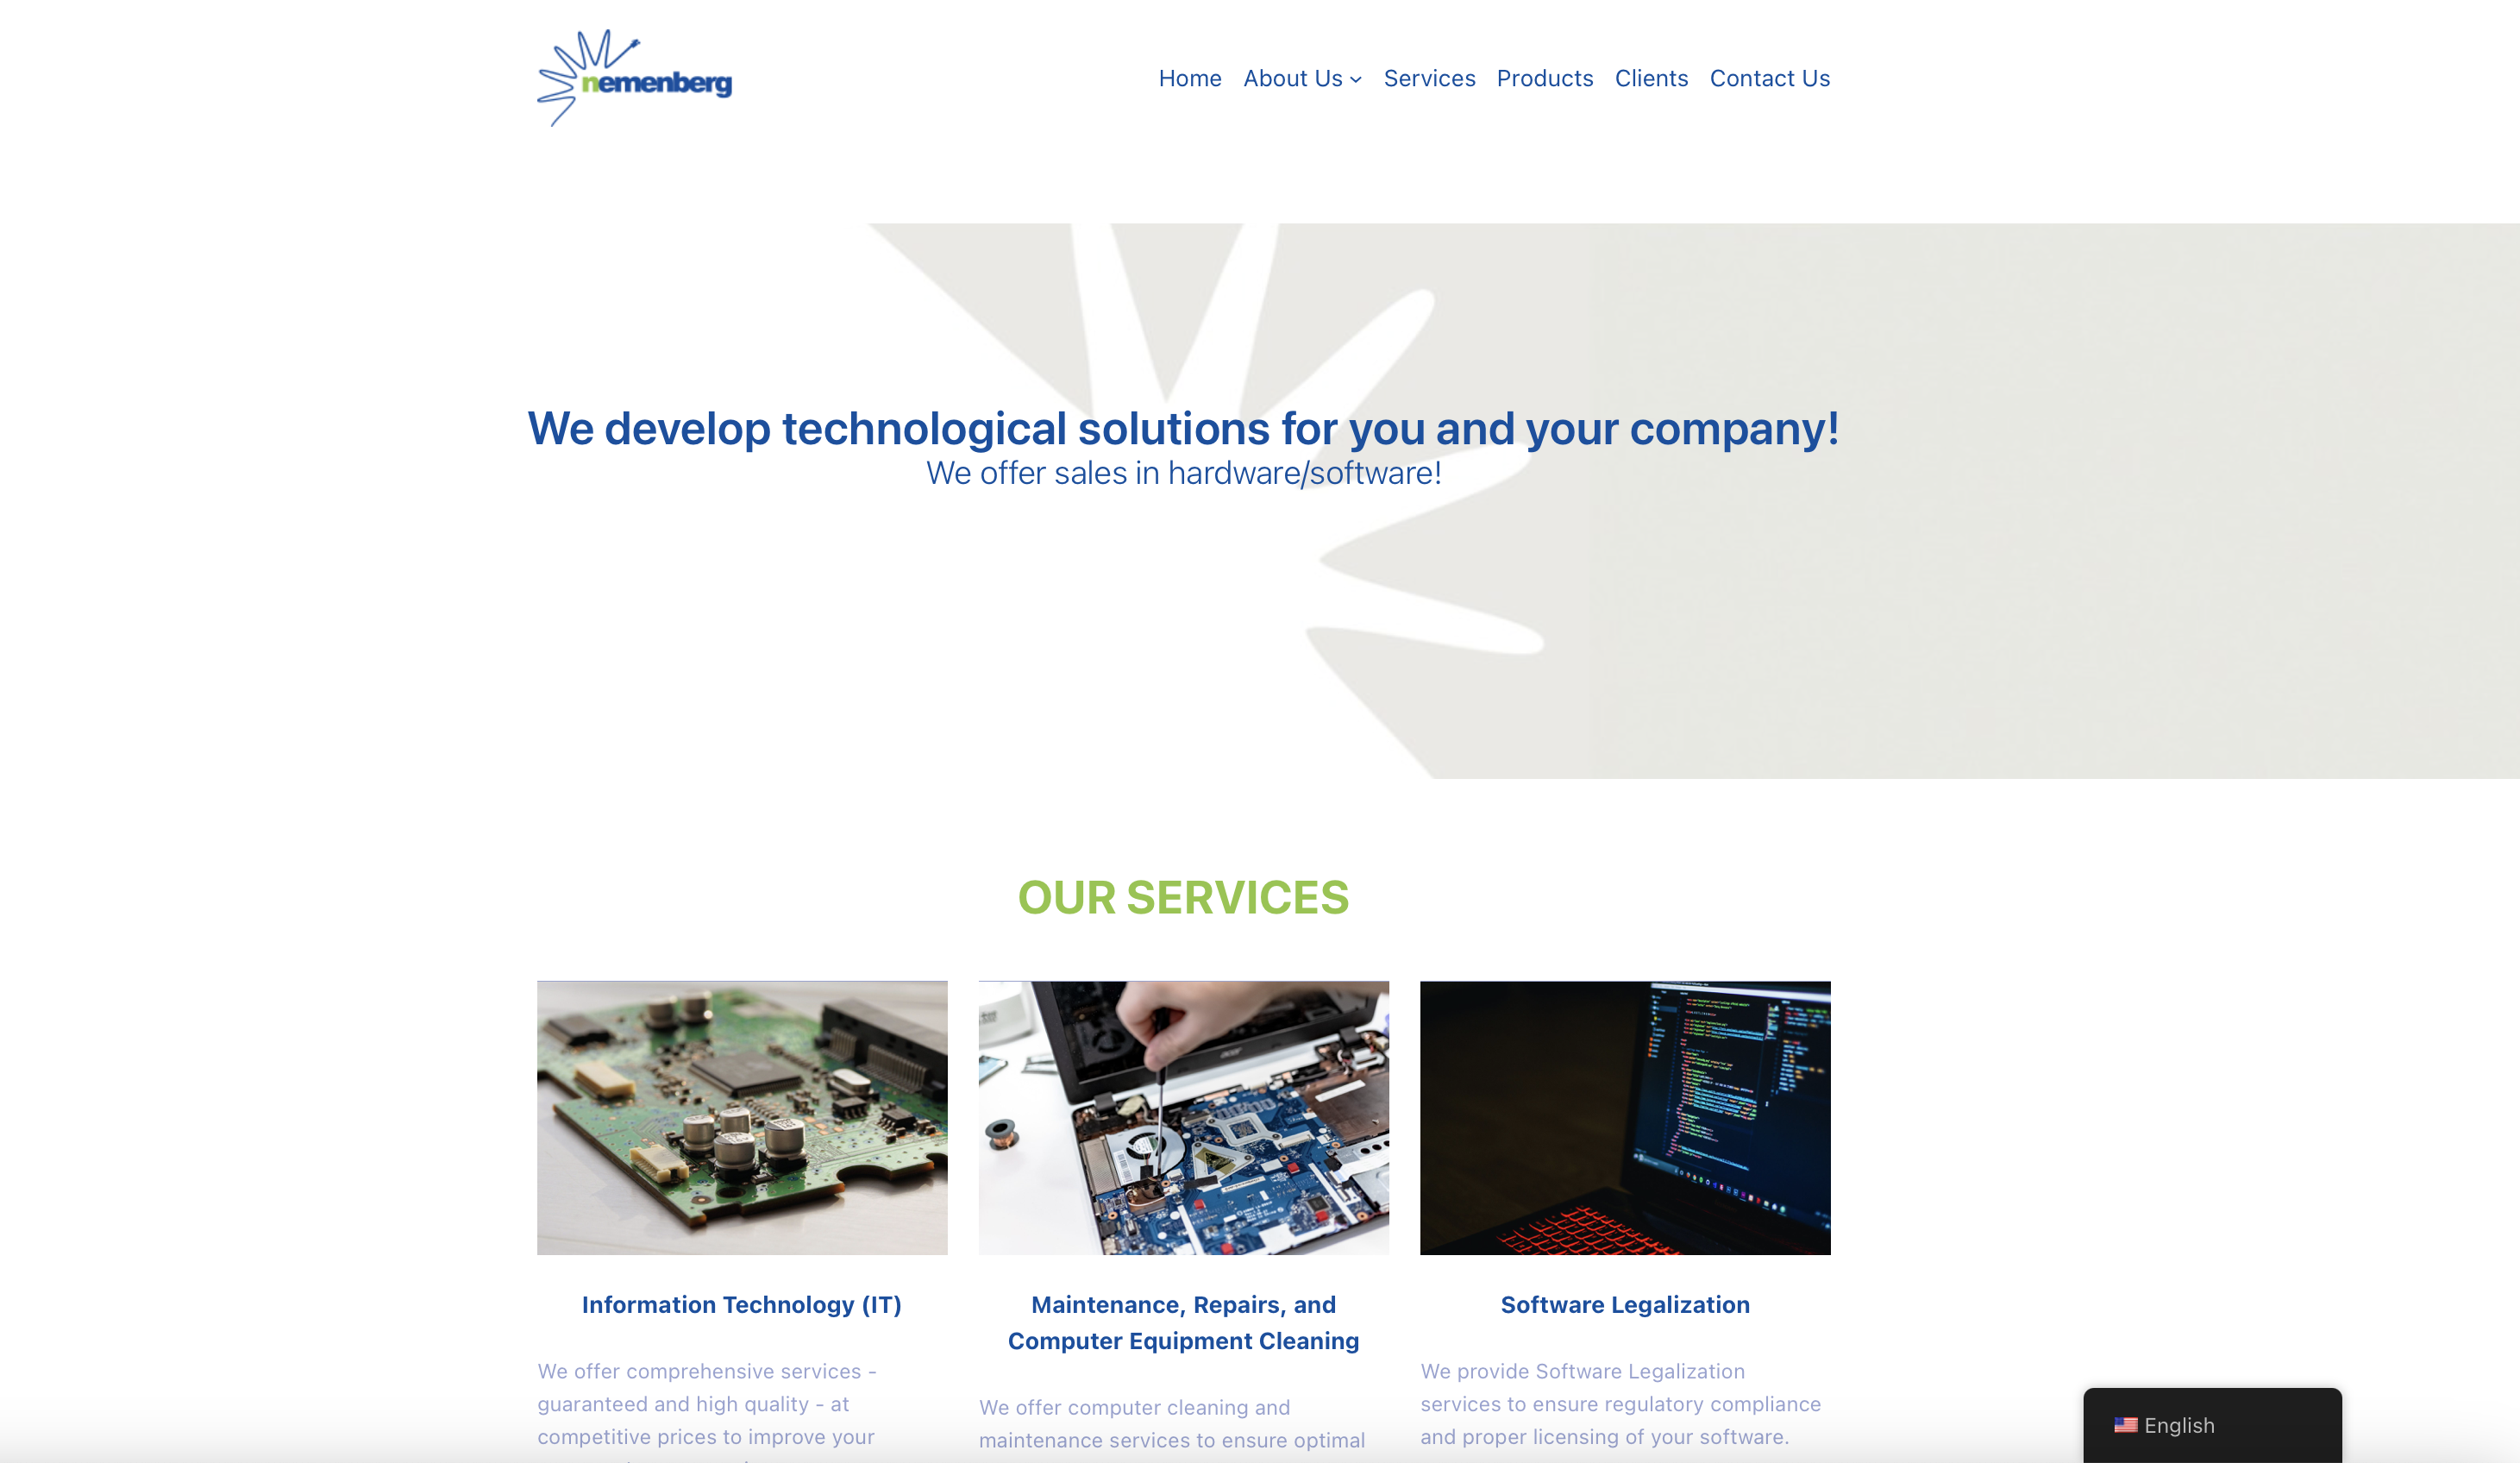 nemenberg
Home About Us Services Products Clients Contact Us
We develop technological solutions for you and your company!
We offer sales in hardware/software!
OUR SERVICES
Information Technology (IT)
We offer comprehensive services -
guaranteed and high quality - at
competitive prices to improve your
Maintenance, Repairs, and
Computer Equipment Cleaning
We offer computer cleaning and
maintenance services to ensure optimal
Software Legalization
We provide Software Legalization
services to ensure regulatory compliance
and proper licensing of your software.
English